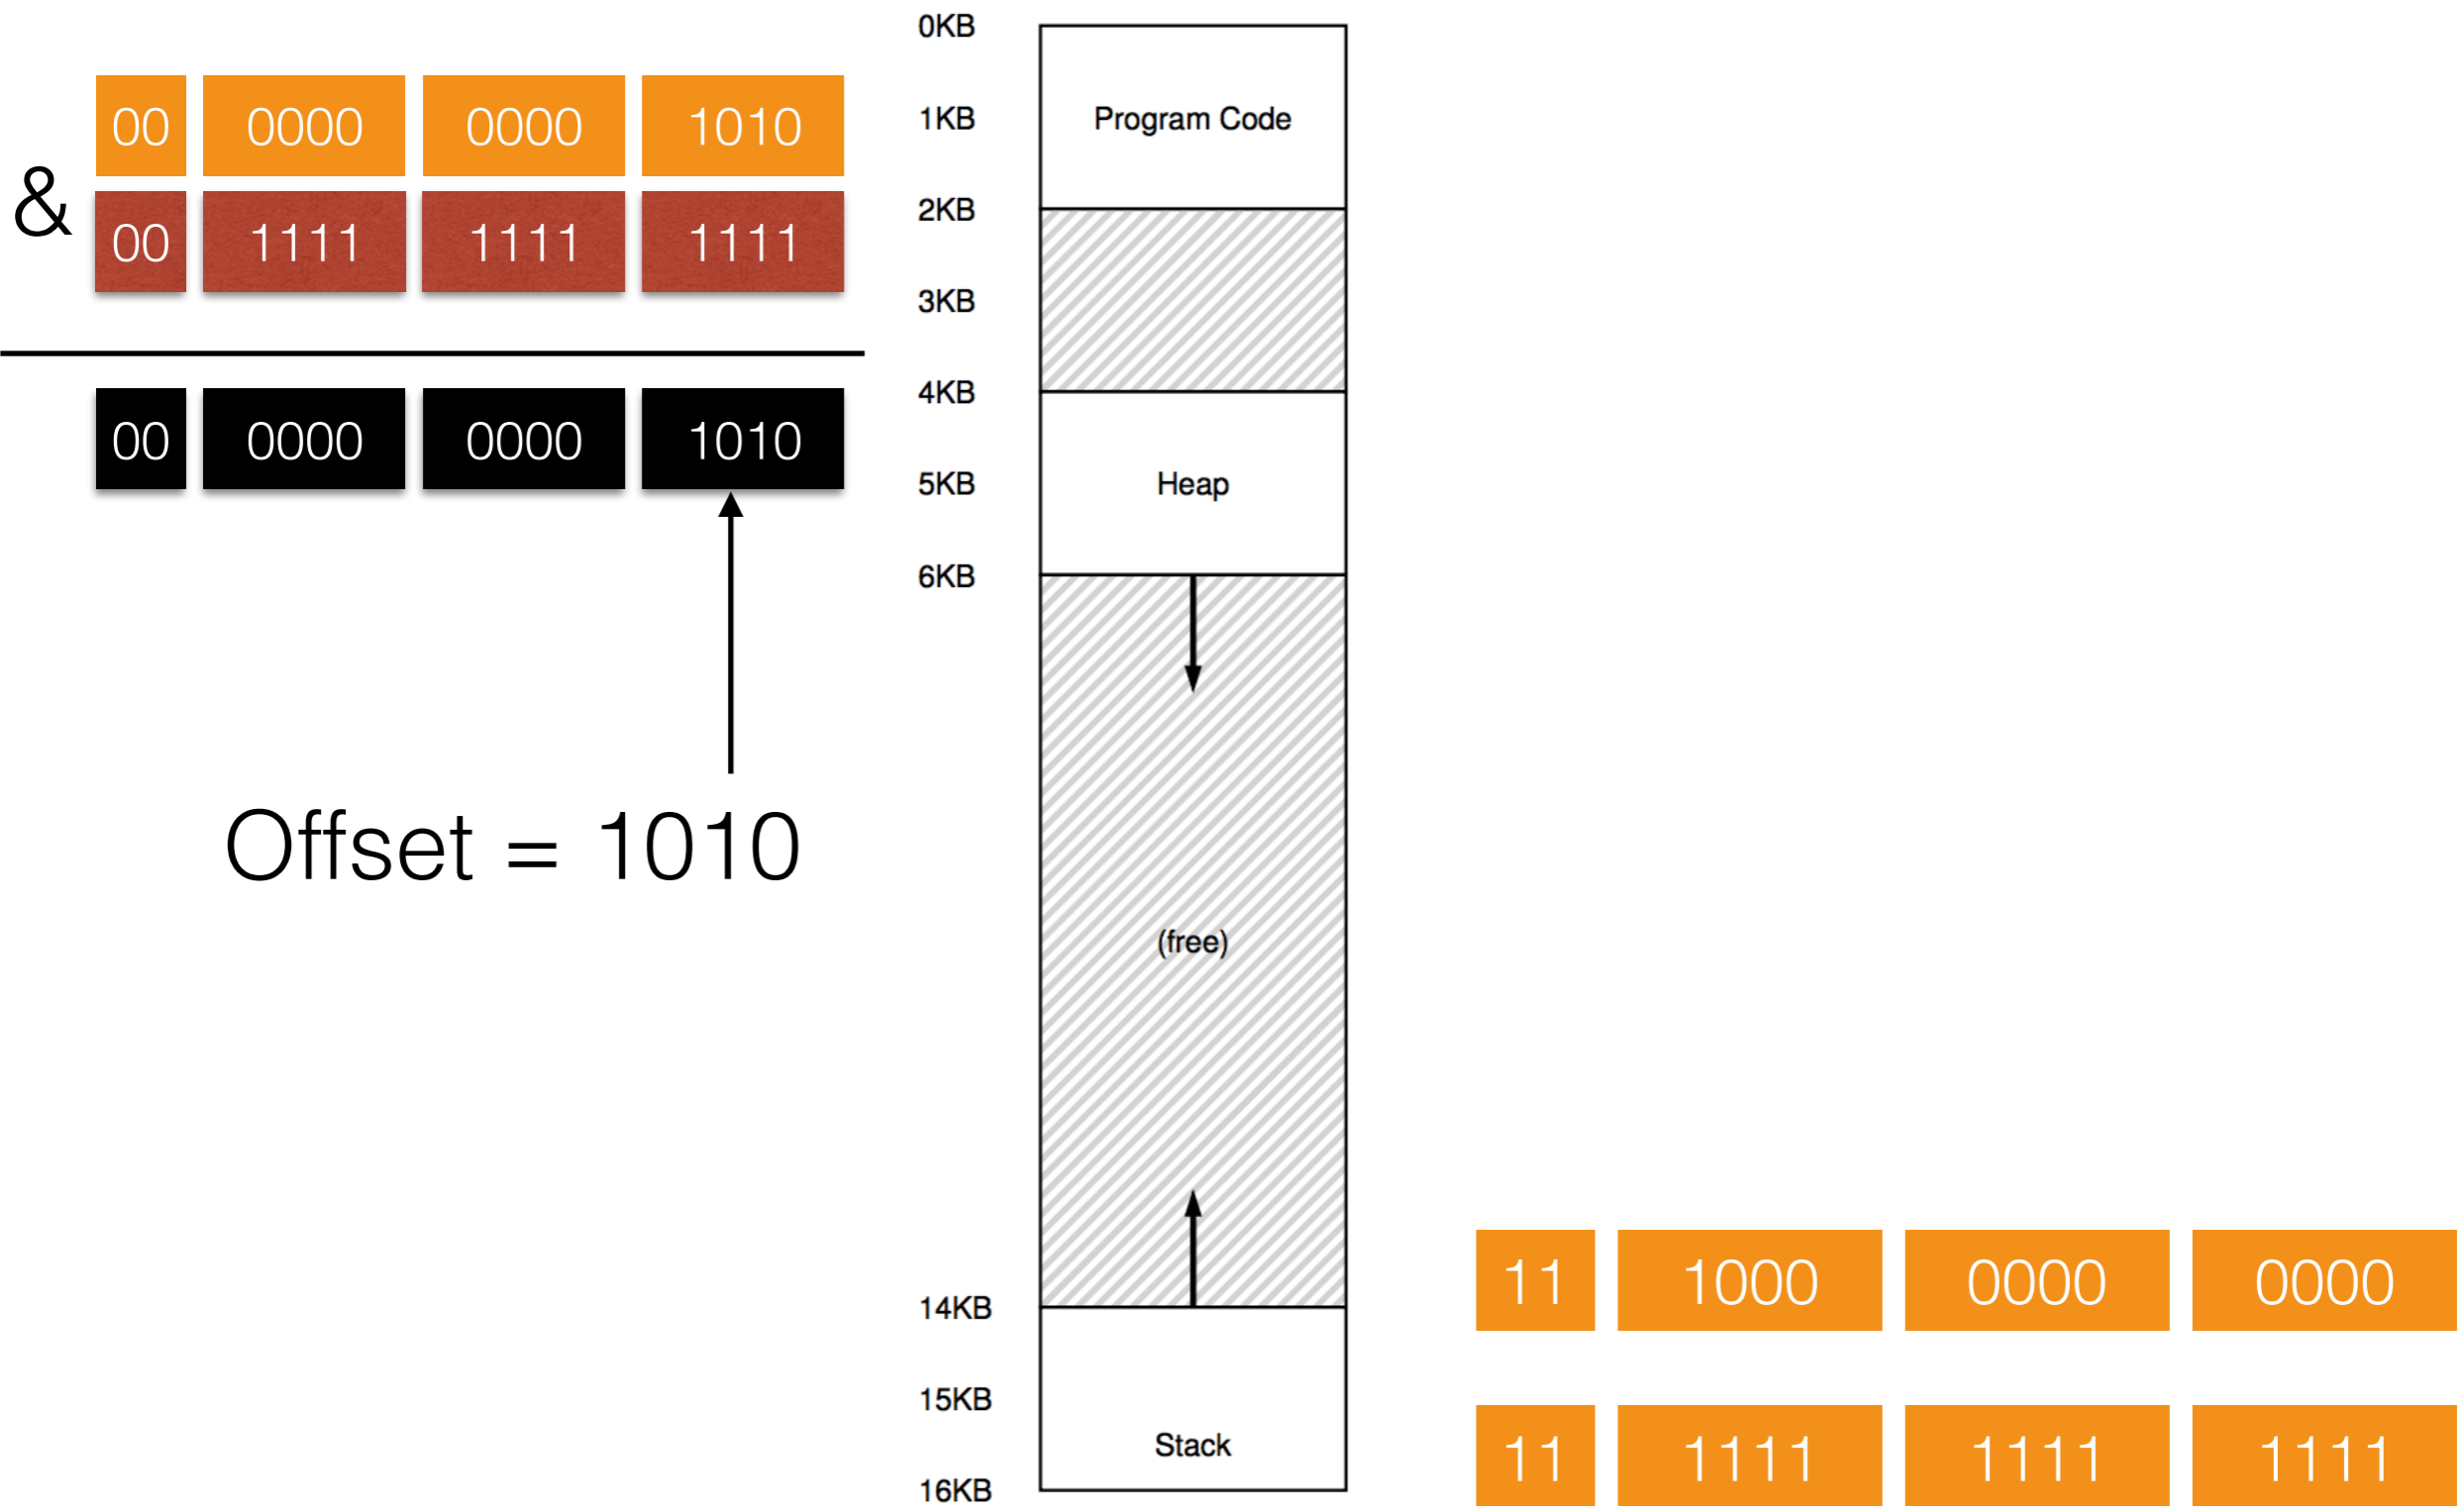 00 0000 0000 1010
&
00 1111 1111 1111
00 0000 0000 1010
Offset = 1010
0KB
1KB
Program Code
2KB
3KB
4KB
5KB
Heap
6KB
(free)
14KB
15KB
Stack
16KB
11 1000 0000 0000
11 1111 1111 1111